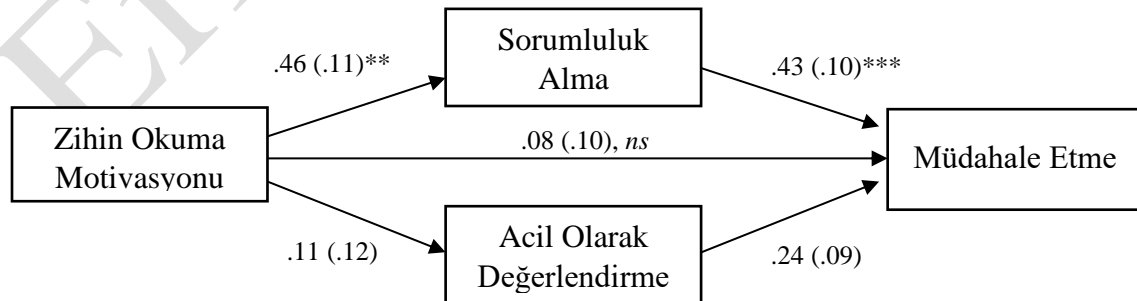 Sorumluluk
Alma
.46 (.11)**
.43 (.10)***
Zihin Okuma
Motivasyonu
.08 (.10), ns
Müdahale Etme
Acil Olarak
Değerlendirme
.11 (.12)
.24 (.09)